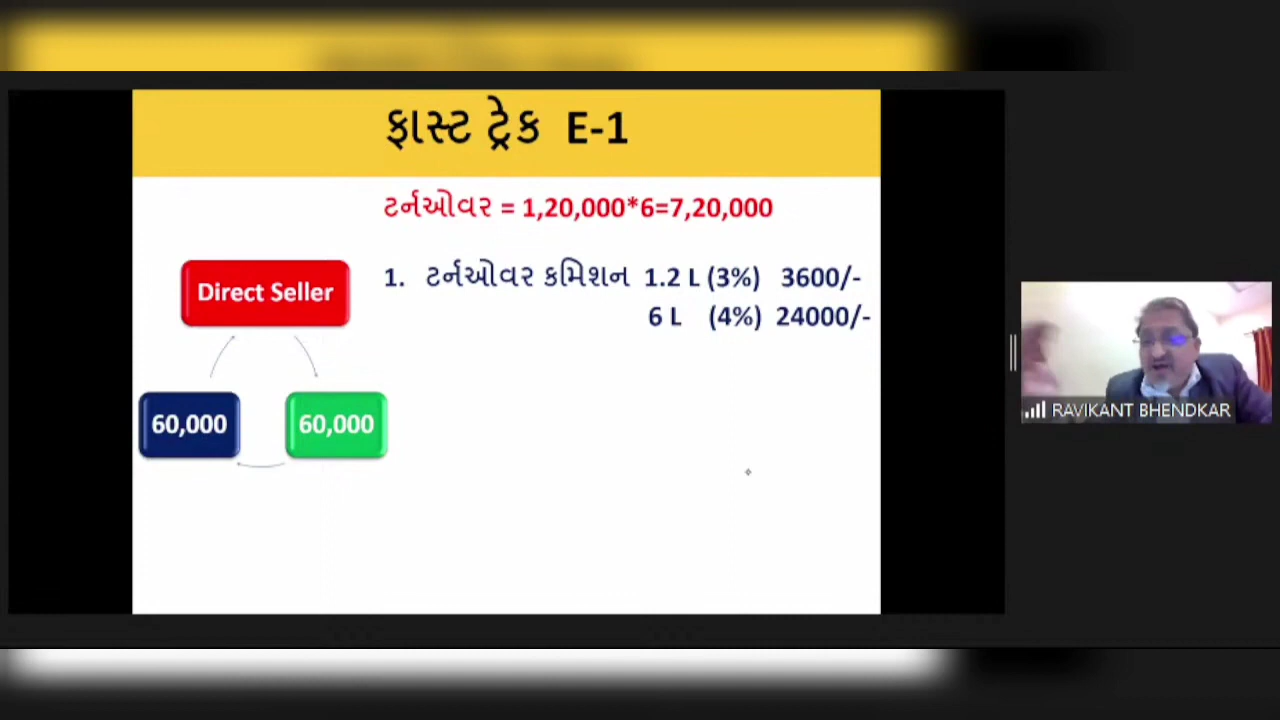 ફાસ્ટ ટ્રેક E-1
ટર્નઓવર = 1,20,000*6=7,20,000
1. ટર્નઓવર કમિશન 1.2 L (3%) 3600/-
6 L (4%) 24000/-
Direct Seller
60,000
60,000
RAVIKANT BHENDKAR